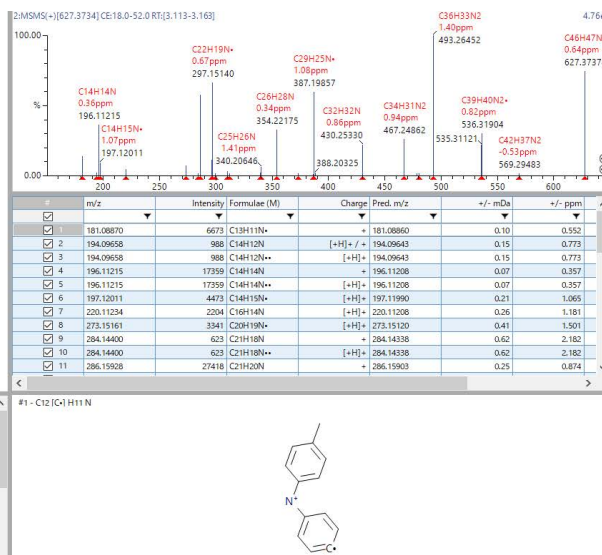 2:MSMS(+)[627.3734] CE:18.0-52.0 RT:[3.113-3.163]
4.76e
100.00
%
0.00
C14H14N
0.36ppm
196.11215
C14H15N•
1.07ppm
197.12011
C22H19N•
0.67ppm
297.15140
C25H26N
1.41ppm
340.20646
C26H28N
0.34ppm
354.22175
C29H25N•
1.08ppm
387.19857
388.20325
C32H32N
0.86ppm
430.25330
C34H31N2
0.94ppm
467.24862
C36H33N2
1.40ppm
493.26452
C39H40N2•
0.82ppm
536.31904
535.31121
C42H37N2
-0.53ppm
569.29483
C46H47N
0.64ppm
627.3737
200 250 300 350 400 450 500 550 600
# m/z Intensity Formulae (M) Charge Pred. m/z +/- mDa +/- ppm
1 181.08870 6673 C13H11N• + 181.08860 0.10 0.552
2 194.09658 988 C14H12N [+H]+ / + 194.09643 0.15 0.773
3 194.09658 988 C14H12N•• [+H]+ 194.09643 0.15 0.773
4 196.11215 17359 C14H14N + 196.11208 0.07 0.357
5 196.11215 17359 C14H14N•• [+H]+ 196.11208 0.07 0.357
6 197.12011 4473 C14H15N• + 197.11990 0.21 1.065
7 220.11234 2204 C16H14N + 220.11208 0.26 1.181
8 273.15161 3341 C20H19N• + 273.15120 0.41 1.501
9 284.14400 623 C21H18N + 284.14338 0.62 2.182
10 284.14400 623 C21H18N•• [+H]+ 284.14338 0.62 2.182
11 286.15928 27418 C21H20N + 286.15903 0.25 0.874
#1 - C12 [C•] H11 N
N+
C•